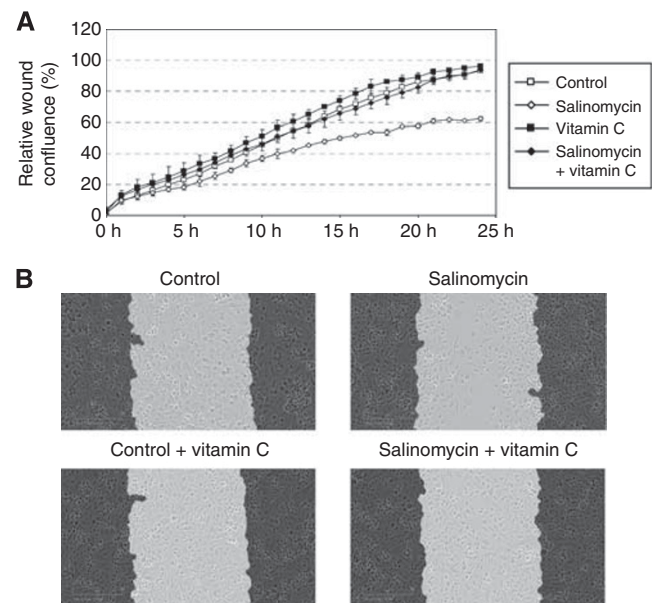 A
Relative wound
confluence (%)
120
100
80
60
40
20
0
0 h
5 h
10 h
15 h
20 h
25 h
Control
Salinomycin
Vitamin C
Salinomycin
+ vitamin C
B
Control
Salinomycin
Control + vitamin C
Salinomycin + vitamin C